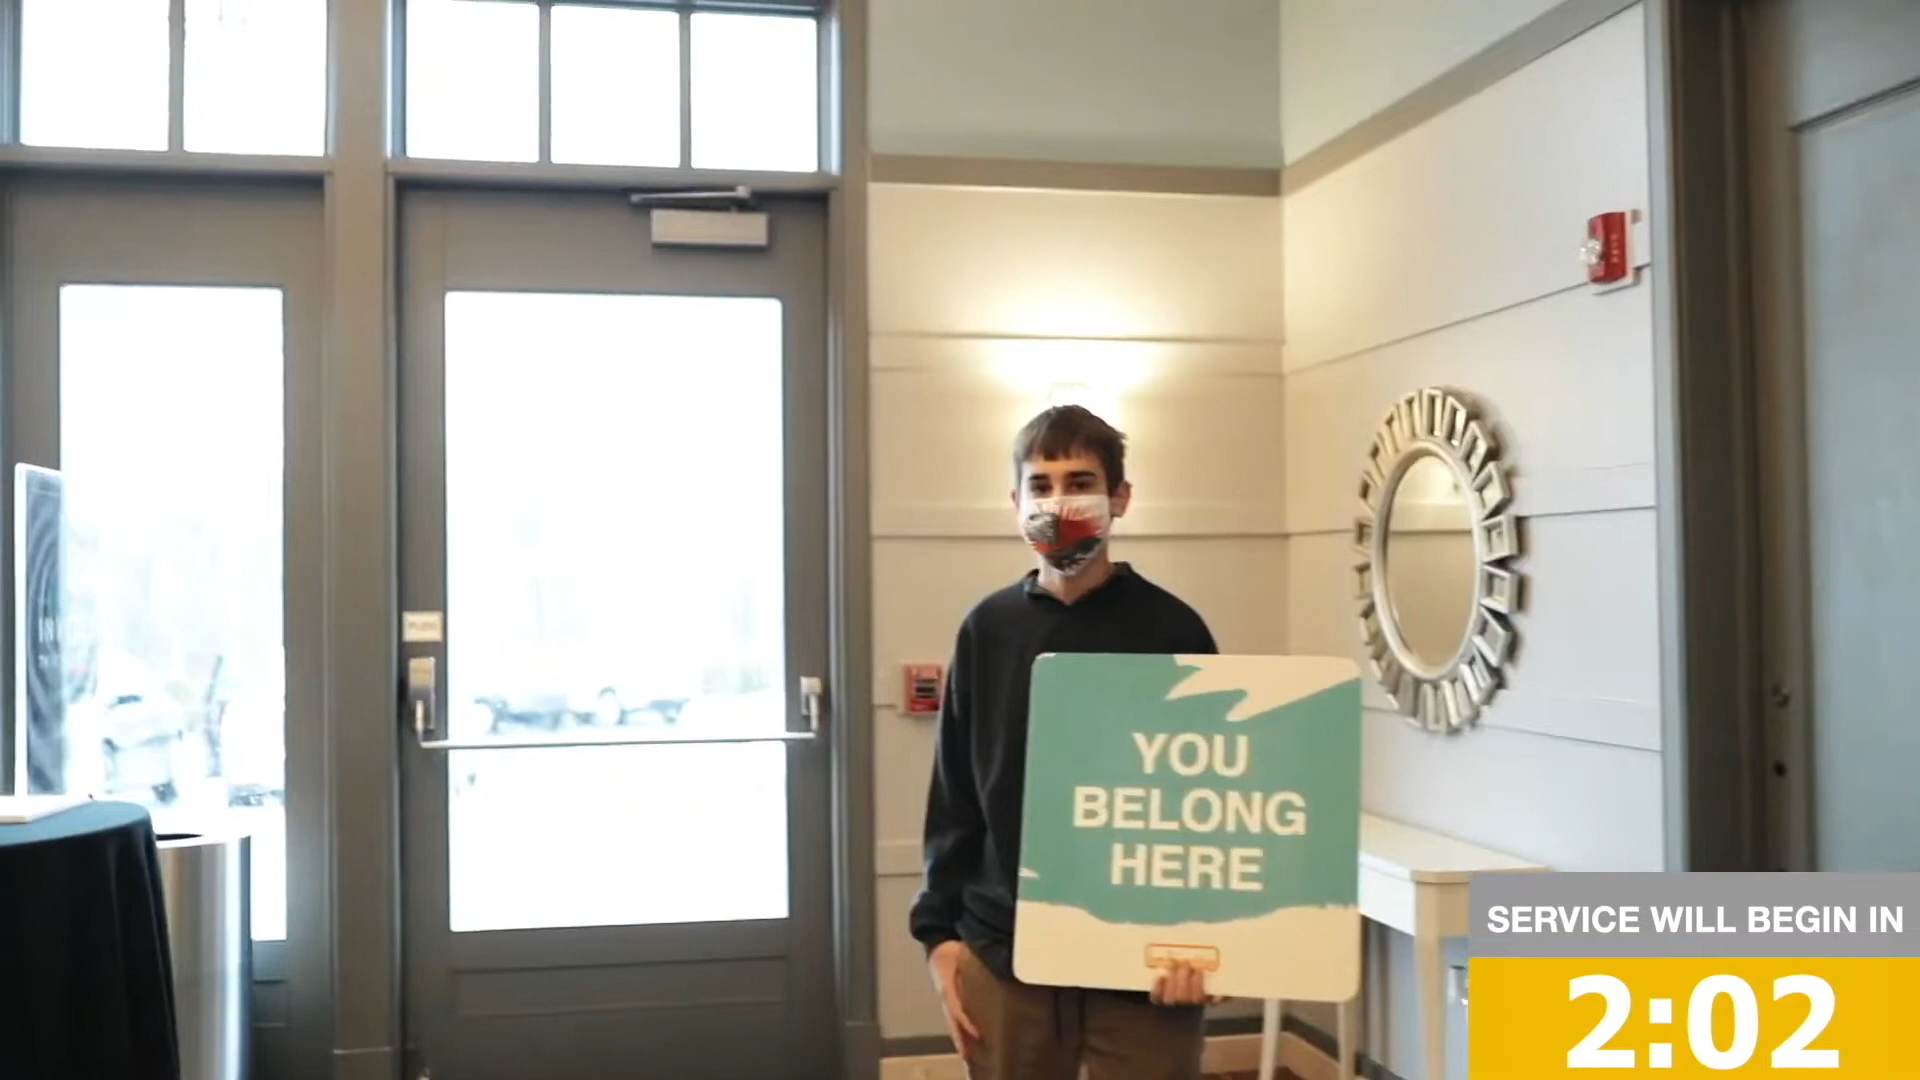 YOU
BELONG
HERE
SERVICE WILL BEGIN IN
2:02